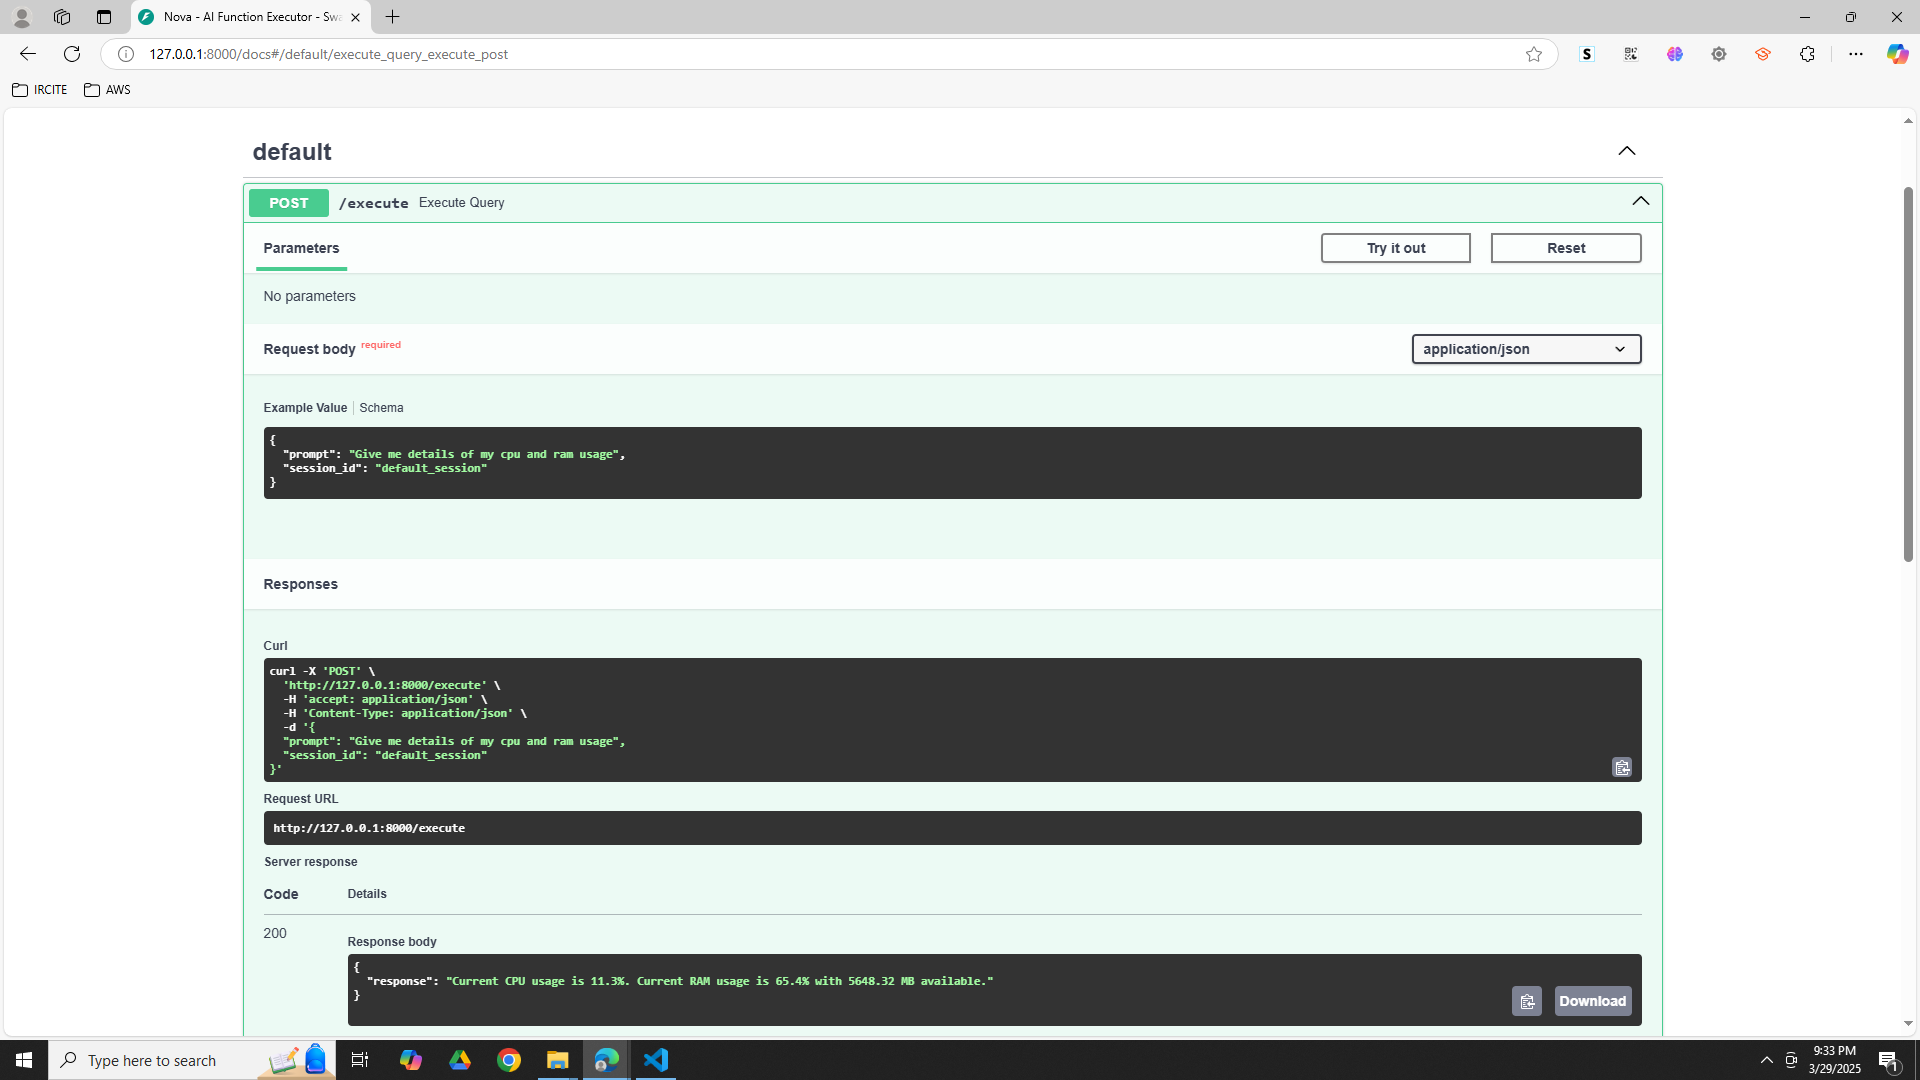 Nova - AI Function Executor - Swa
127.0.0.1:8000/docs#/default/execute_query_execute_post
IRCITE AWS
default
POST /execute Execute Query
Parameters Try it out Reset
No parameters
Request body required application/json
Example Value Schema
{
"prompt": "Give me details of my cpu and ram usage",
"session_id": "default_session"
}
Responses
Curl
curl -X 'POST' \
'http://127.0.0.1:8000/execute' \
-H 'accept: application/json' \
-H 'Content-Type: application/json' \
-d '{
"prompt": "Give me details of my cpu and ram usage",
"session_id": "default_session"
}'
Request URL
http://127.0.0.1:8000/execute
Server response
Code Details
200
Response body
{
"response": "Current CPU usage is 11.3%. Current RAM usage is 65.4% with 5648.32 MB available."
}
Download
Type here to search
9:33 PM
3/29/2025
1